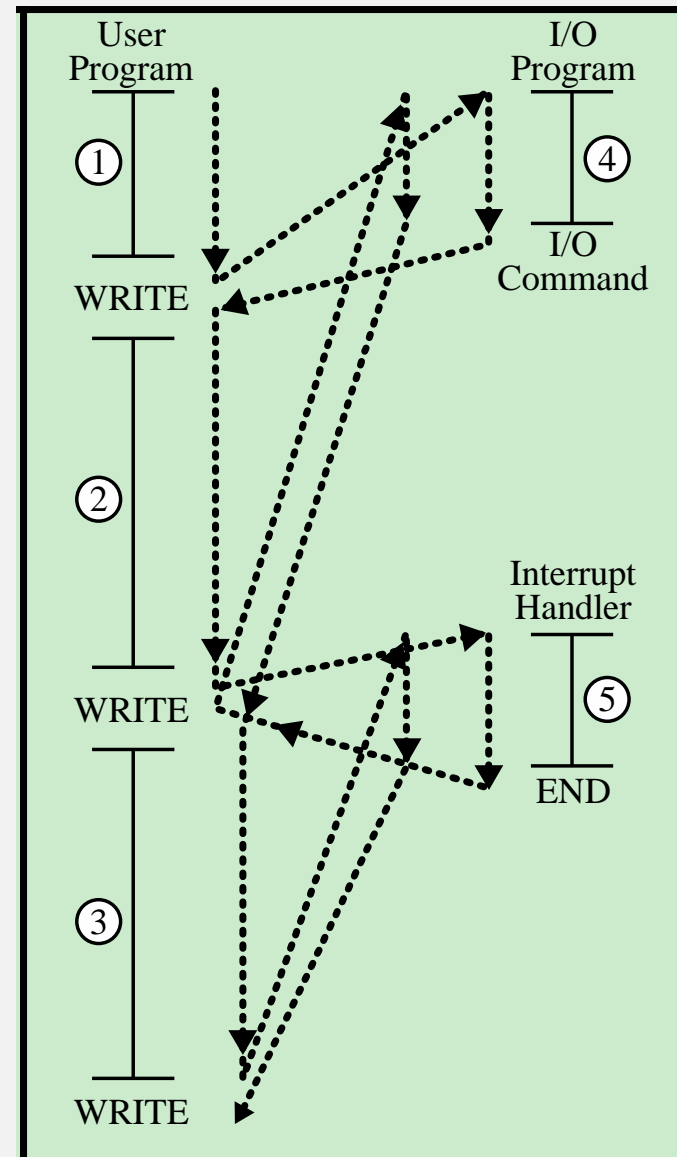 User
Program
I/O
Program
1
4
WRITE
I/O
Command
2
Interrupt
Handler
WRITE
5
END
3
WRITE